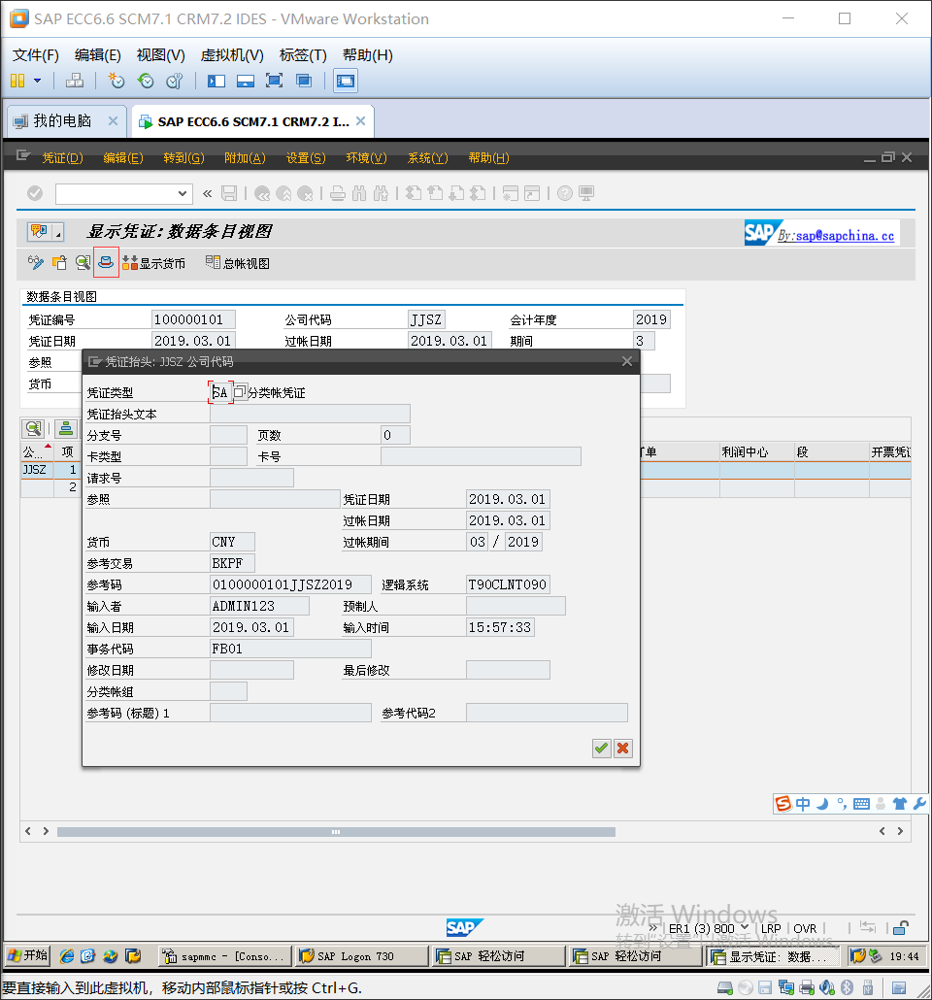 SAP ECC6.6 SCM7.1 CRM7.2 IDES - VMware Workstation
文件(F) 编辑(E) 视图(V) 虚拟机(V) 标签(T) 帮助(H)
我的电脑 SAP ECC6.6 SCM7.1 CRM7.2 I...
凭证(D) 编辑(E) 转到(G) 附加(A) 设置(S) 环境(V) 系统(Y) 帮助(H)
显示凭证: 数据条目视图
SAP By:sap@sapchina.cc
显示货币 总帐视图
数据条目视图
凭证编号 100000101 公司代码 JJSZ 会计年度 2019
凭证日期 2019.03.01 过帐日期 2019.03.01 期间 3
参照
货币
凭证抬头: JJSZ 公司代码
凭证类型 SA 分类帐凭证
凭证抬头文本
分支号 页数 0
卡类型 卡号
请求号
参照 凭证日期 2019.03.01
过帐日期 2019.03.01
货币 CNY 过帐期间 03 / 2019
参考交易 BKPF
参考码 0100000101JJSZ2019 逻辑系统 T90CLNT090
输入者 ADMIN123 预制人
输入日期 2019.03.01 输入时间 15:57:33
事务代码 FB01
修改日期 最后修改
分类帐组
参考码 (标题) 1 参考代码2
公... 项 单 利润中心 段 开票凭证
JJSZ 1
2
中
激活 Windows
转到"设置"以激活 Windows。
SAP
ER1 (3) 800 LRP OVR
开始 sapmmc - [Conso... SAP Logon 730 SAP 轻松访问 SAP 轻松访问 显示凭证: 数据... 19:44
要直接输入到此虚拟机，移动内部鼠标指针或按 Ctrl+G.